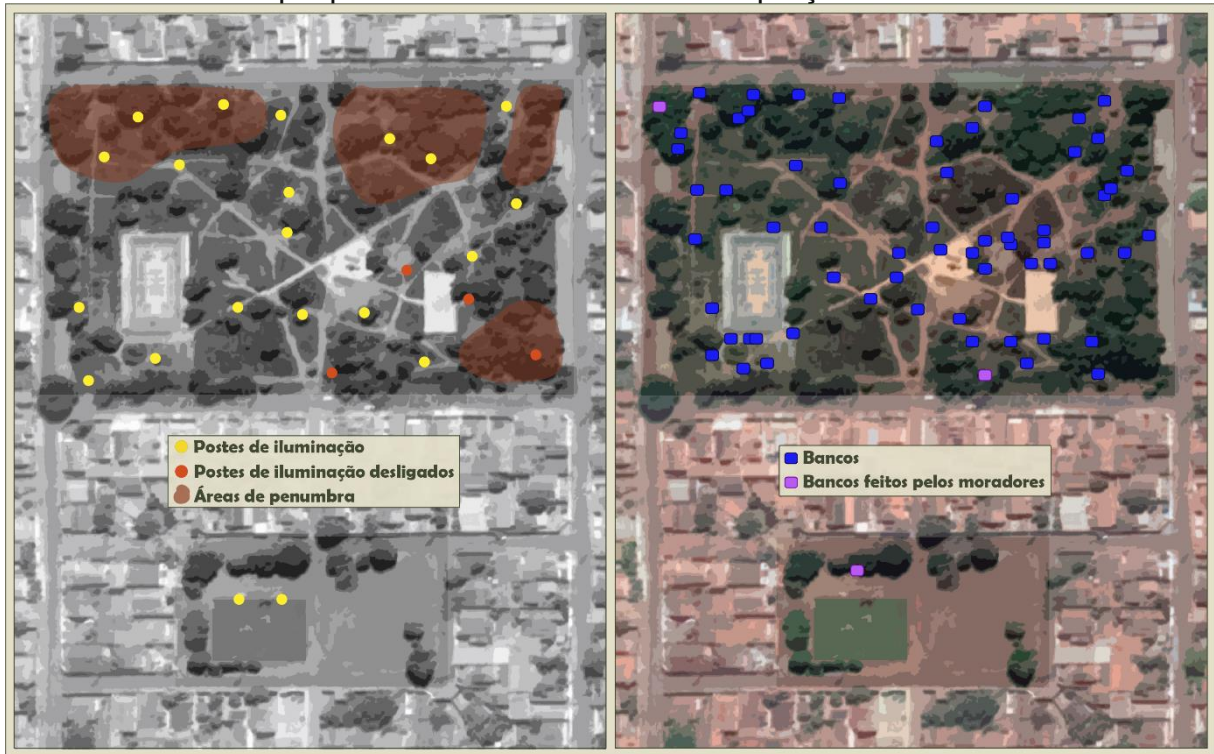 Postes de iluminação
Postes de iluminação desligados
Áreas de penumbra
Bancos
Bancos feitos pelos moradores